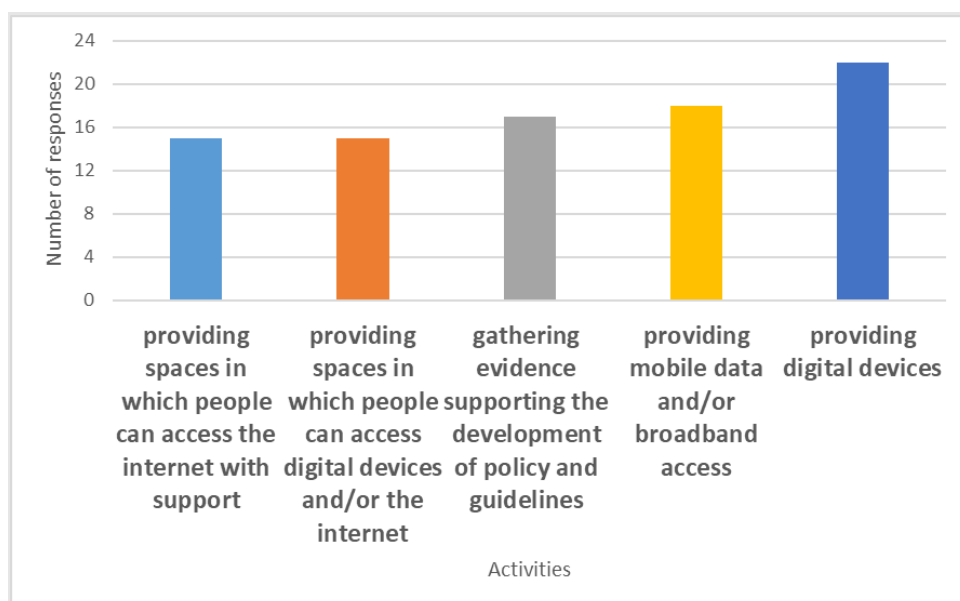 24
20
16
12
8
4
0
Number of responses
providing
spaces in
which people
can access the
internet with
support
providing
spaces in
which people
can access
digital devices
and/or the
internet
gathering
evidence
supporting the
development
of policy and
guidelines
providing
mobile data
and/or
broadband
access
providing
digital devices
Activities